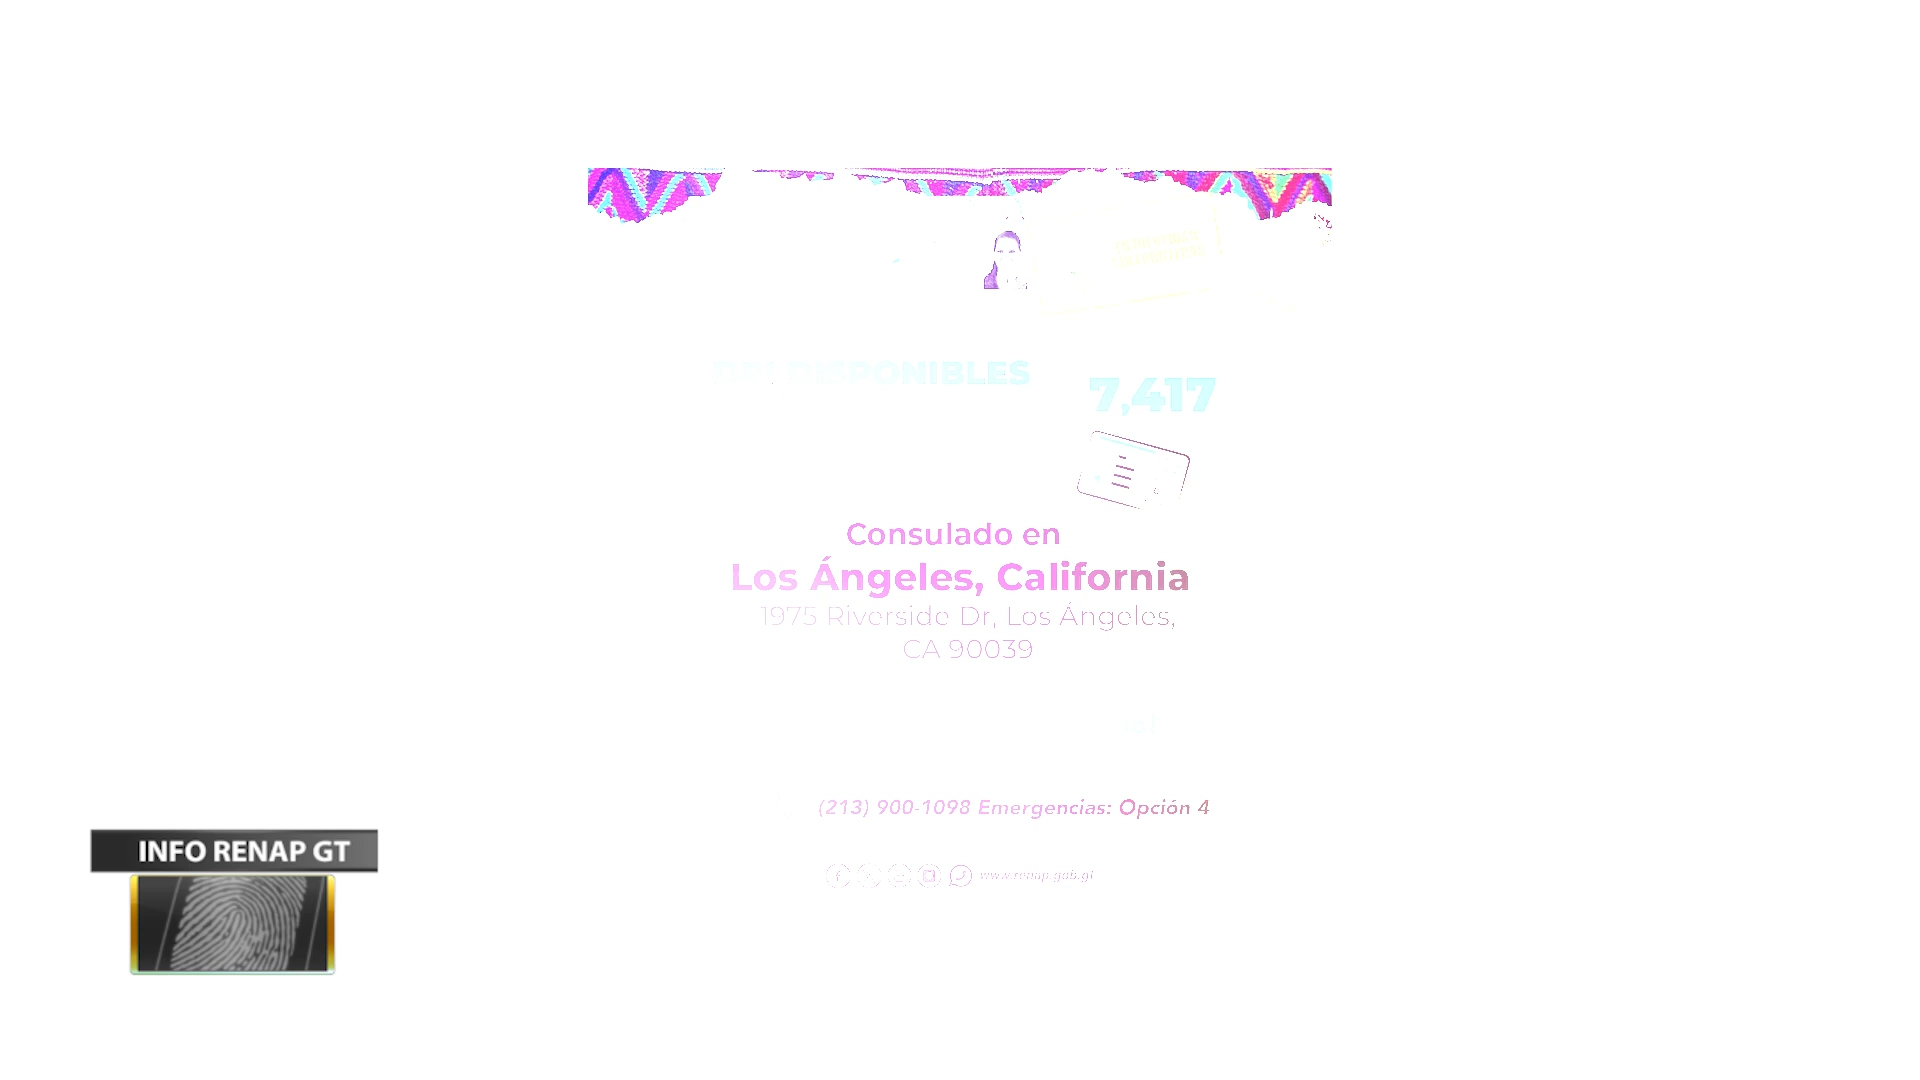 DPI DISPONIBLES
7,417
Consulado en
Los Ángeles, California
1975 Riverside Dr, Los Ángeles,
CA 90039
(213) 900-1098 Emergencias: Opción 4
www.renap.gob.gt
INFO RENAP GT